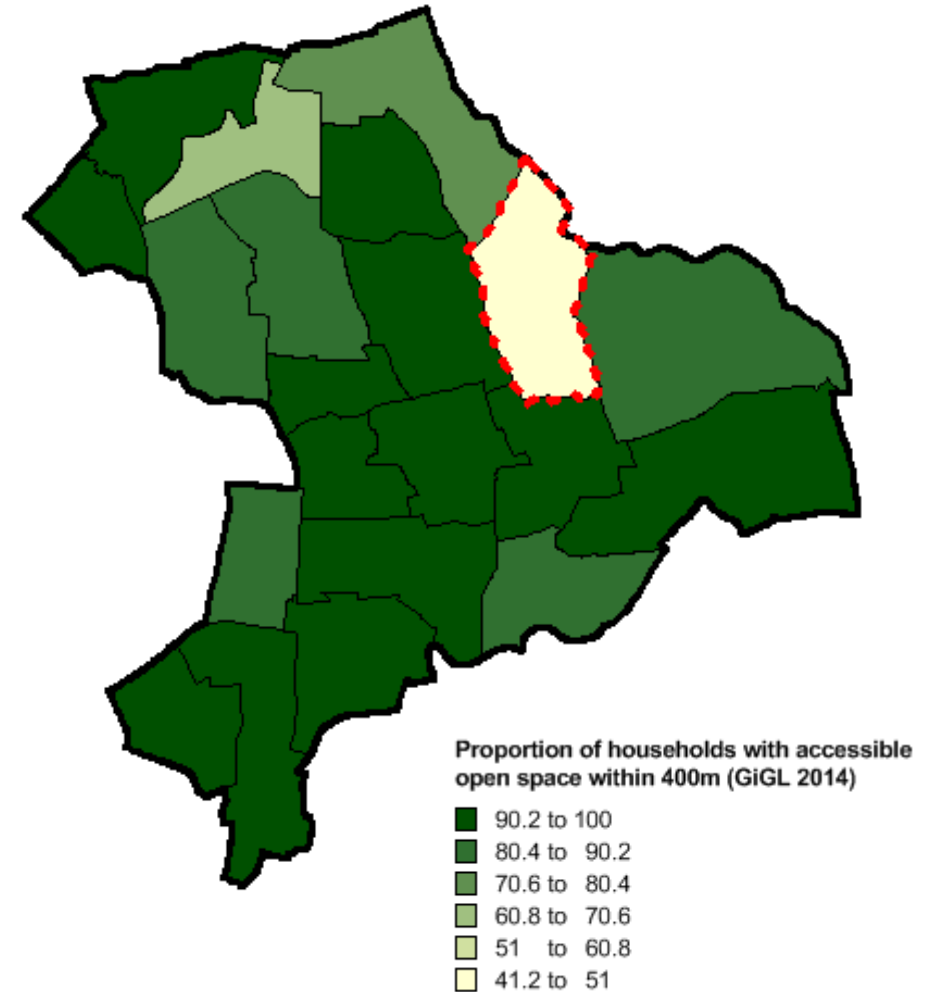 Proportion of households with accessible
open space within 400m (GiGL 2014)
90.2 to 100
80.4 to 90.2
70.6 to 80.4
60.8 to 70.6
51 to 60.8
41.2 to 51